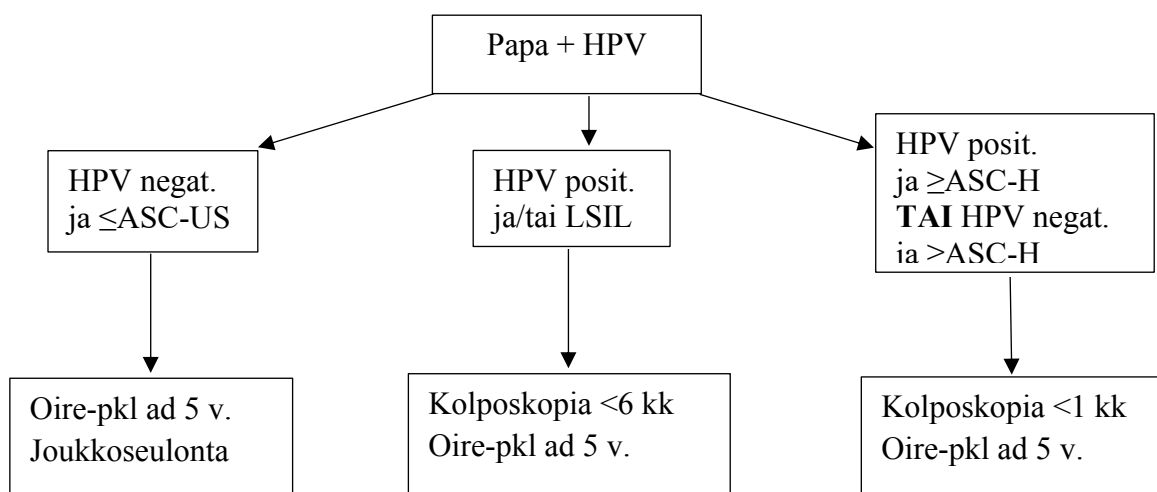 Papa + HPV
HPV negat.
ja ≤ASC-US
HPV posit.
ja/tai LSIL
HPV posit.
ja ≥ASC-H
TAI HPV negat.
ja >ASC-H
Oire-pkl ad 5 v.
Joukkoseulonta
Kolposkopia <6 kk
Oire-pkl ad 5 v.
Kolposkopia <1 kk
Oire-pkl ad 5 v.